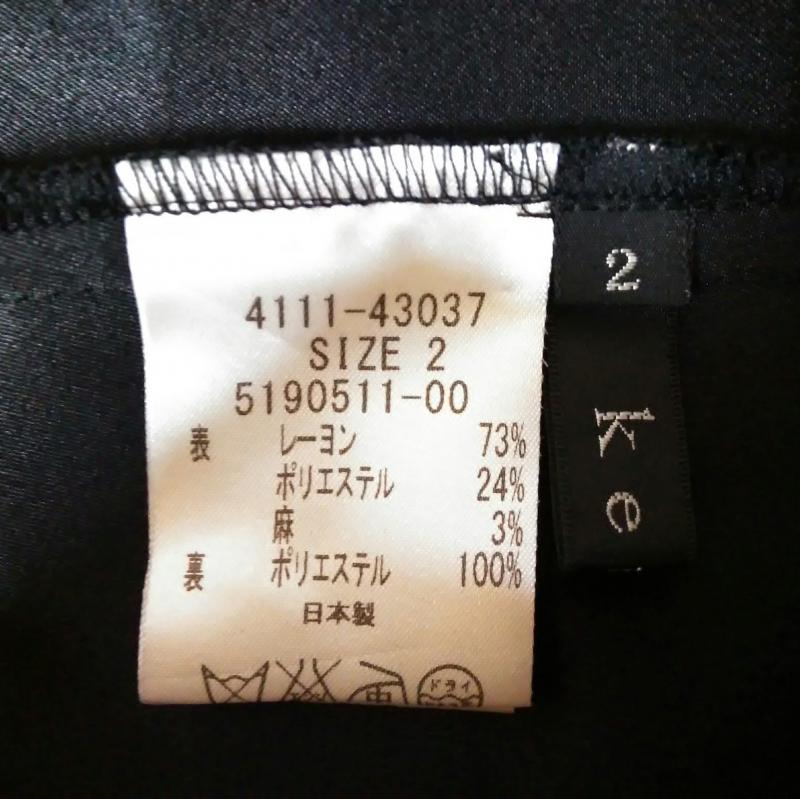 4111-43037
SIZE 2
5190511-00
表 レーヨン 73%
ポリエステル 24%
麻 3%
裏 ポリエステル 100%
日本製
ドライ
2
ke